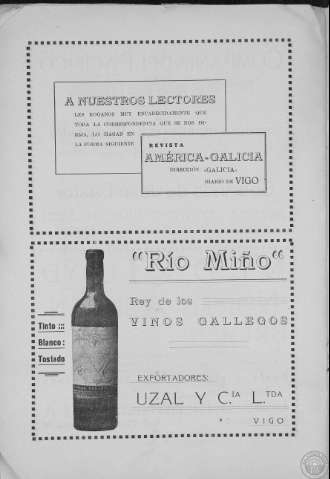 A NUESTROS LECTORES
LES ROGAMOS MUY ENCARECIDAMENTE QUE
TODA LA CORRESPONDENCIA QUE SE NOS DI-
RIJA, LO HAGAN EN
LA FORMA SIGUIENTE
REVISTA
AMÉRICA-GALICIA
DIRECCIÓN «GALICIA»
DIARIO DE VIGO
"Río Miño"
Rey de los
VINOS GALLEGOS
Tinto :::
Blanco :
Tostado
EXPORTADORES:
UZAL Y C.IA L.TDA
VIGO